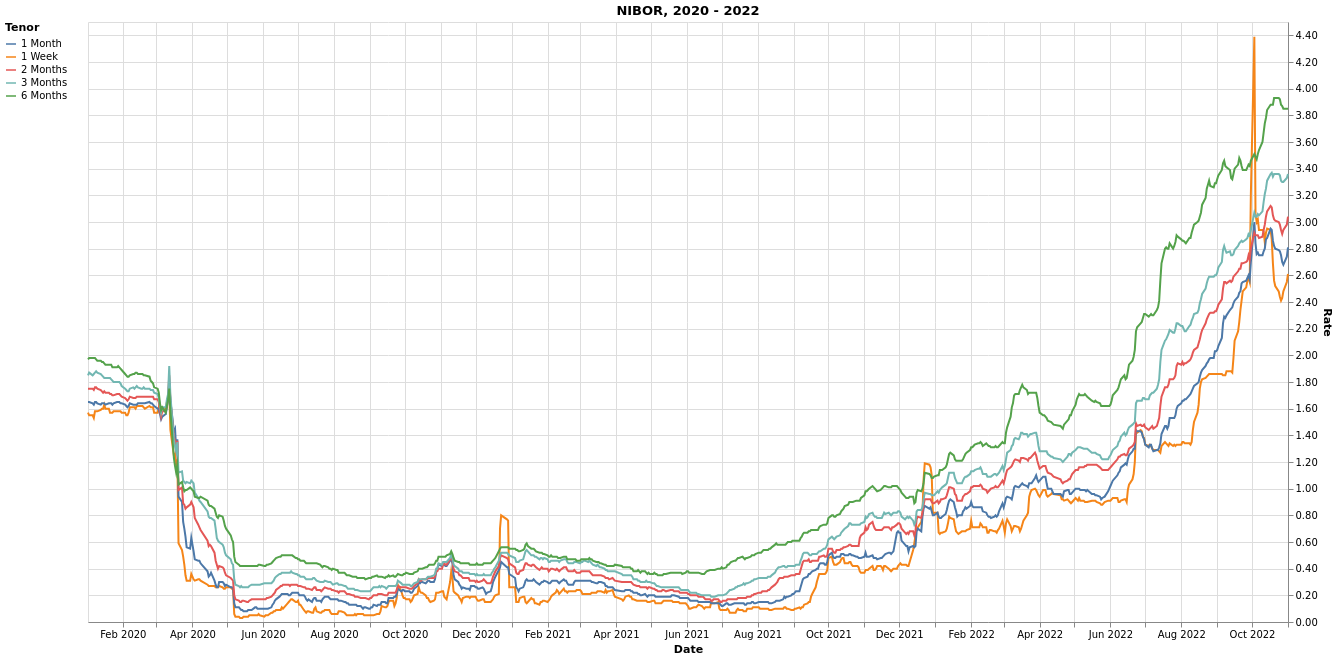 NIBOR, 2020 - 2022
Tenor
1 Month
1 Week
2 Months
3 Months
6 Months
4.40
4.20
4.00
3.80
3.60
3.40
3.20
3.00
2.80
2.60
2.40
2.20
2.00
1.80
1.60
1.40
1.20
1.00
0.80
0.60
0.40
0.20
0.00
Rate
Feb 2020 Apr 2020 Jun 2020 Aug 2020 Oct 2020 Dec 2020 Feb 2021 Apr 2021 Jun 2021 Aug 2021 Oct 2021 Dec 2021 Feb 2022 Apr 2022 Jun 2022 Aug 2022 Oct 2022
Date